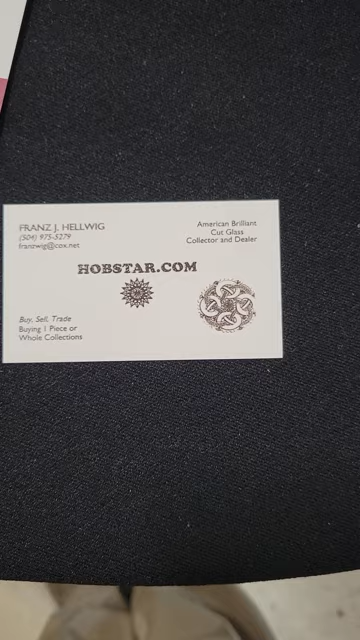 FRANZ J. HELLWIG
(504) 975-5279
franzwig@cox.net
American Brilliant
Cut Glass
Collector and Dealer
HOBSTAR.COM
Buy, Sell, Trade
Buying 1 Piece or
Whole Collections